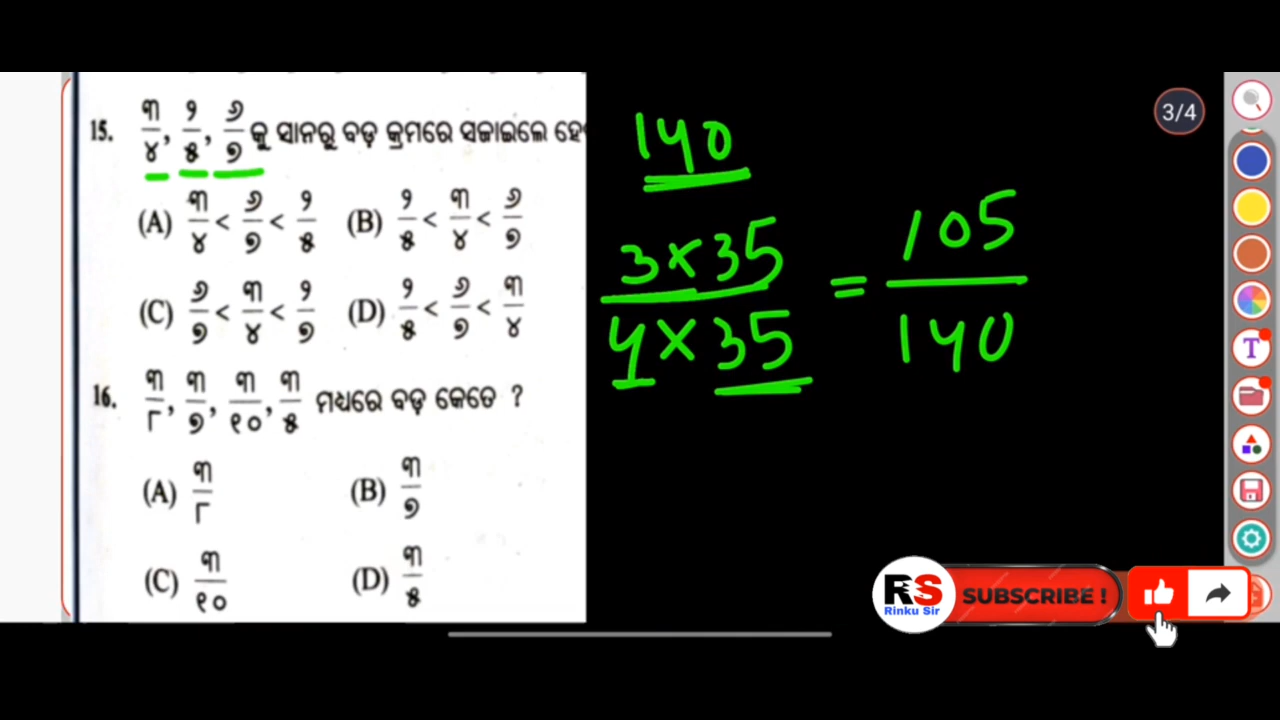 15. ୩/୪, ୨/୫, ୬/୭ କୁ ସାନରୁ ବଡ଼ କ୍ରମରେ ସଜାଇଲେ
(A) ୩/୪ < ୬/୭ < ୨/୫ (B) ୨/୫ < ୩/୪ < ୬/୭
(C) ୬/୭ < ୩/୪ < ୨/୭ (D) ୨/୫ < ୬/୭ < ୩/୪
16. ୩/୮, ୩/୭, ୩/୧୦, ୩/୫ ମଧ୍ୟରେ ବଡ଼ କେତେ ?
(A) ୩/୮ (B) ୩/୭
(C) ୩/୧୦ (D) ୩/୫
140
3×35/4×35 = 105/140
3/4
T
RS
Rinku Sir
SUBSCRIBE !